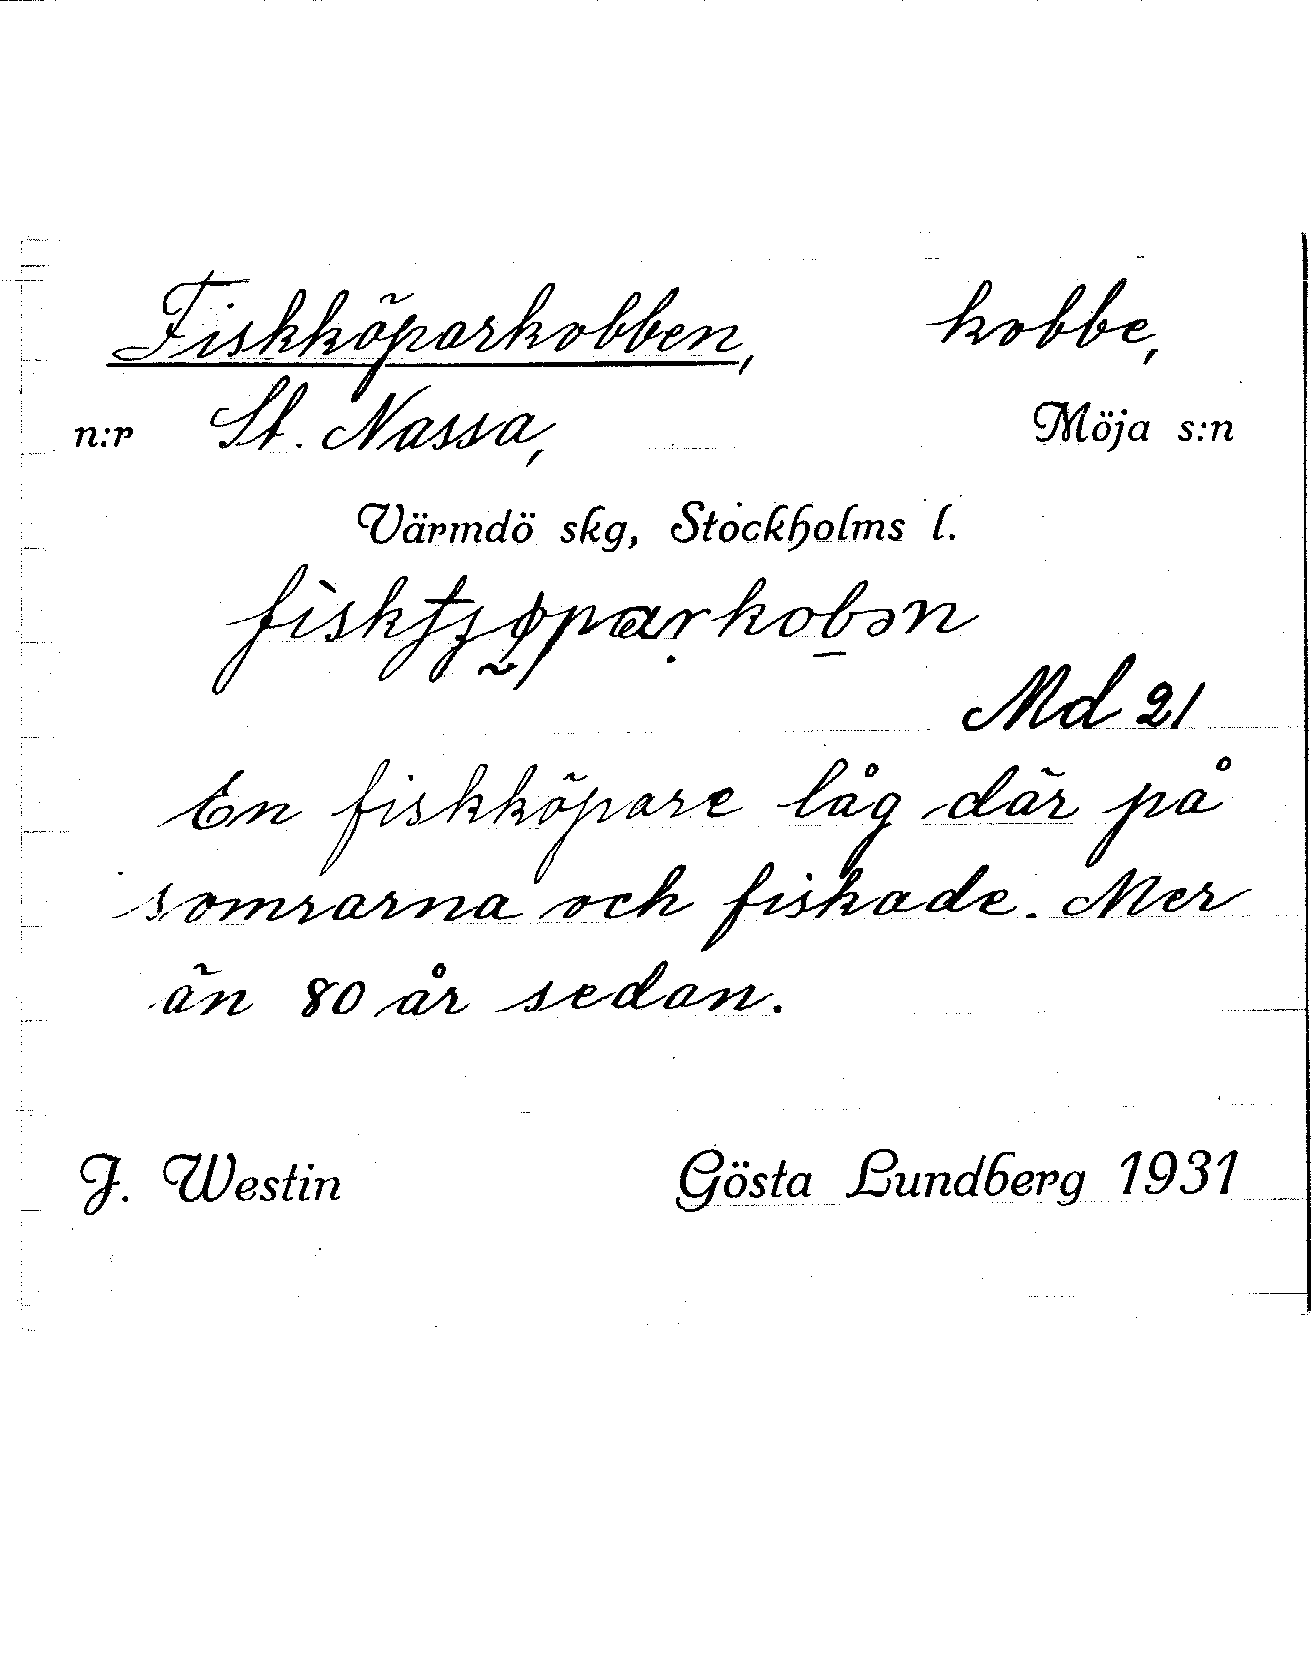 Fiskköparkobben, kobbe,
n:r St. Nassa, Möja s:n
Värmdö skg, Stockholms l.
Md 21
En fiskköpare låg där på
somrarna och fiskade. Mer
än 80 år sedan.
J. Westin Gösta Lundberg 1931